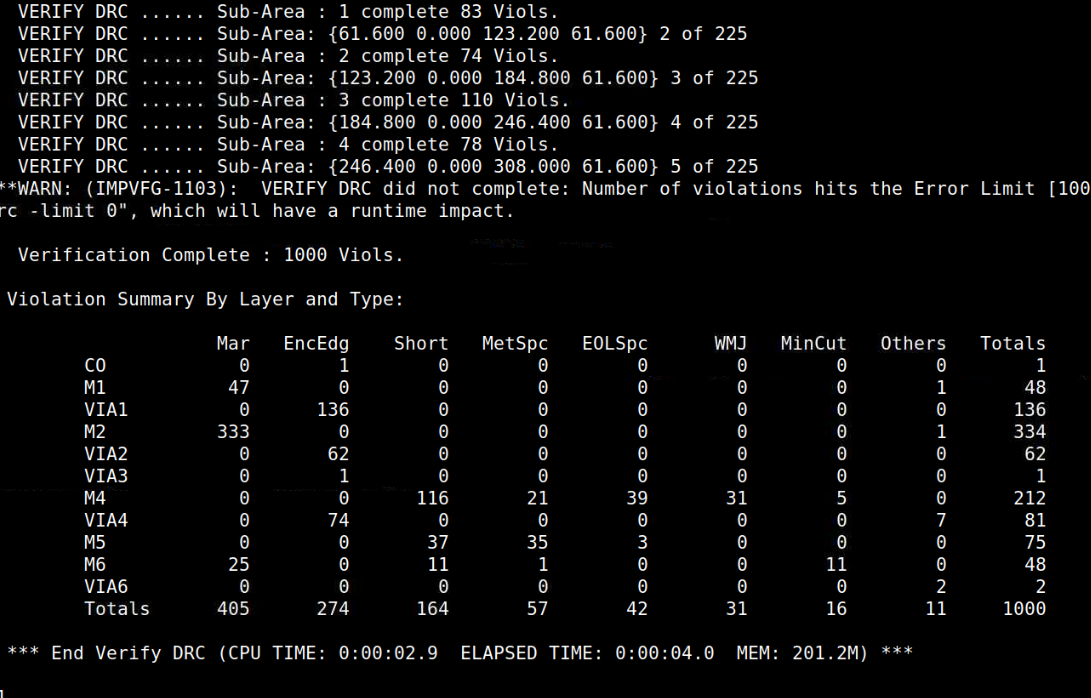 VERIFY DRC ...... Sub-Area : 1 complete 83 Viols.
VERIFY DRC ...... Sub-Area: {61.600 0.000 123.200 61.600} 2 of 225
VERIFY DRC ...... Sub-Area : 2 complete 74 Viols.
VERIFY DRC ...... Sub-Area: {123.200 0.000 184.800 61.600} 3 of 225
VERIFY DRC ...... Sub-Area : 3 complete 110 Viols.
VERIFY DRC ...... Sub-Area: {184.800 0.000 246.400 61.600} 4 of 225
VERIFY DRC ...... Sub-Area : 4 complete 78 Viols.
VERIFY DRC ...... Sub-Area: {246.400 0.000 308.000 61.600} 5 of 225
**WARN: (IMPVFG-1103): VERIFY DRC did not complete: Number of violations hits the Error Limit [100
rc -limit 0", which will have a runtime impact.
Verification Complete : 1000 Viols.
Violation Summary By Layer and Type:
Mar EncEdg Short MetSpc EOLSpc WMJ MinCut Others Totals
CO 0 1 0 0 0 0 0 0 1
M1 47 0 0 0 0 0 0 1 48
VIA1 0 136 0 0 0 0 0 0 136
M2 333 0 0 0 0 0 0 1 334
VIA2 0 62 0 0 0 0 0 0 62
VIA3 0 1 0 0 0 0 0 0 1
M4 0 0 116 21 39 31 5 0 212
VIA4 0 74 0 0 0 0 0 7 81
M5 0 0 37 35 3 0 0 0 75
M6 25 0 11 1 0 0 11 0 48
VIA6 0 0 0 0 0 0 0 2 2
Totals 405 274 164 57 42 31 16 11 1000
*** End Verify DRC (CPU TIME: 0:00:02.9 ELAPSED TIME: 0:00:04.0 MEM: 201.2M) ***